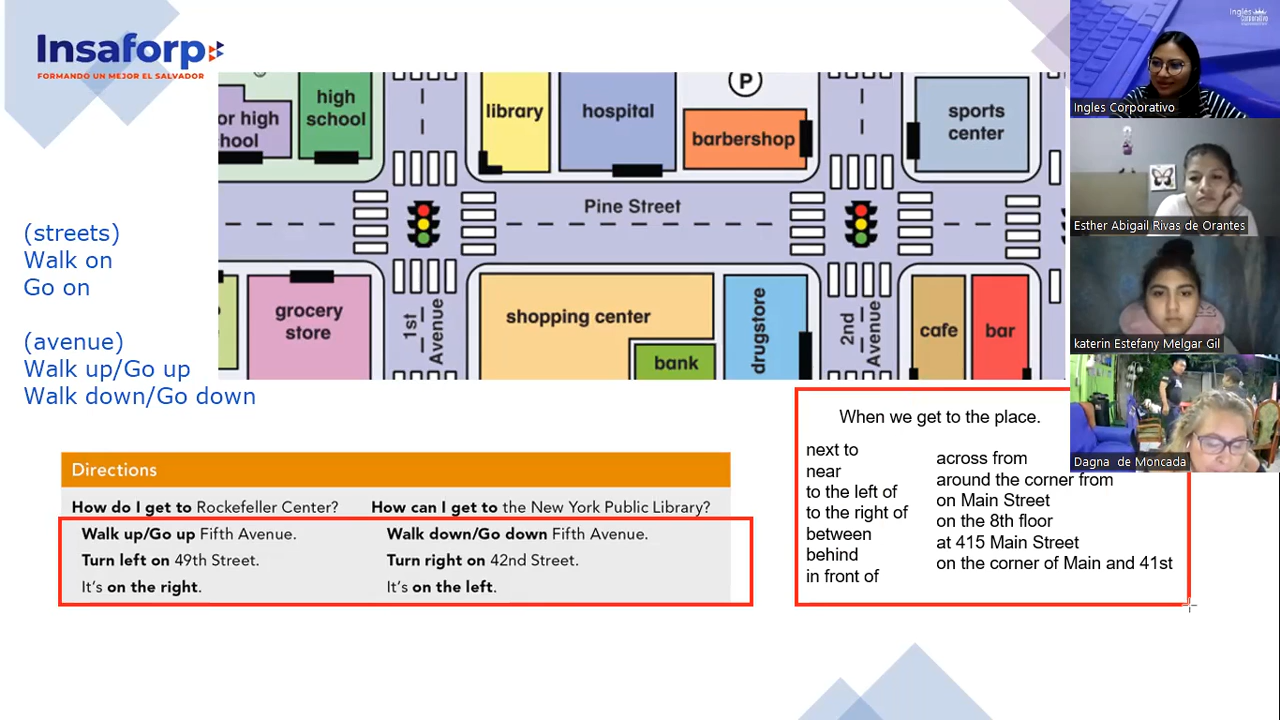 Insaforp
FORMANDO UN MEJOR EL SALVADOR
(streets)
Walk on
Go on
(avenue)
Walk up/Go up
Walk down/Go down
or high
hool
high
school
library
hospital
P
barbershop
sports
center
Pine Street
grocery
store
1st
Avenue
shopping center
bank
drugstore
2nd
Avenue
cafe
bar
Directions
How do I get to Rockefeller Center?
Walk up/Go up Fifth Avenue.
Turn left on 49th Street.
It's on the right.
How can I get to the New York Public Library?
Walk down/Go down Fifth Avenue.
Turn right on 42nd Street.
It's on the left.
When we get to the place.
next to
near
to the left of
to the right of
between
behind
in front of
across from
around the corner from
on Main Street
on the 8th floor
at 415 Main Street
on the corner of Main and 41st
Inglés
Corporativo
Ingles Corporativo
Esther Abigail Rivas de Orantes
katerin Estefany Melgar Gil
Dagna de Moncada